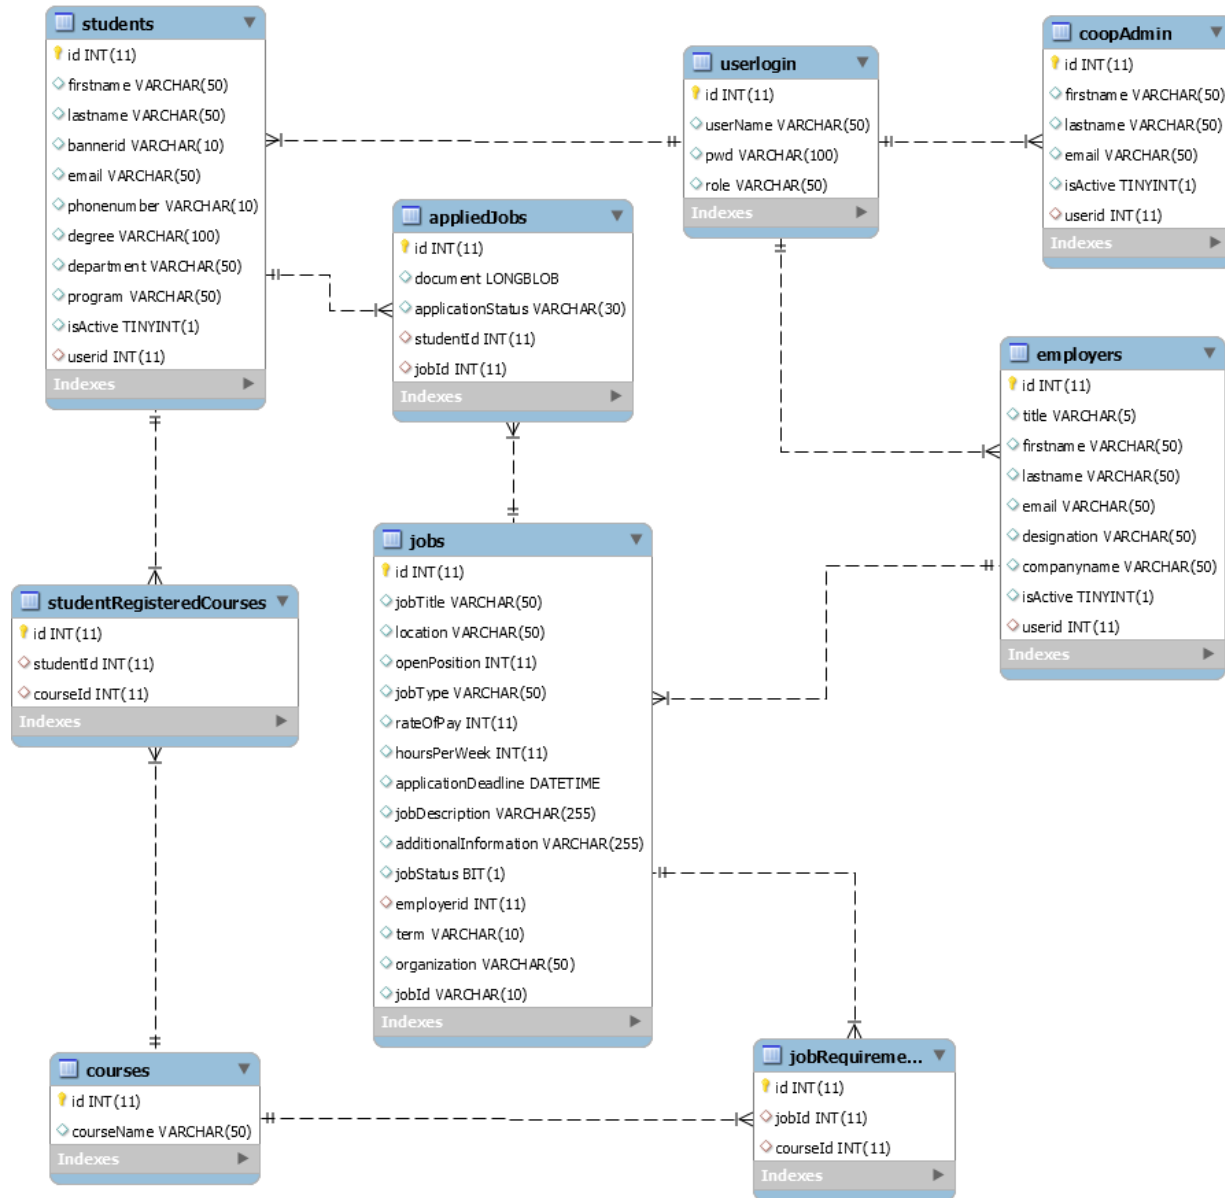 students
id INT(11)
firstname VARCHAR(50)
lastname VARCHAR(50)
bannerid VARCHAR(10)
email VARCHAR(50)
phonenumber VARCHAR(10)
degree VARCHAR(100)
department VARCHAR(50)
program VARCHAR(50)
isActive TINYINT(1)
userid INT(11)
Indexes
userlogin
id INT(11)
userName VARCHAR(50)
pwd VARCHAR(100)
role VARCHAR(50)
Indexes
coopAdmin
id INT(11)
firstname VARCHAR(50)
lastname VARCHAR(50)
email VARCHAR(50)
isActive TINYINT(1)
userid INT(11)
Indexes
appliedJobs
id INT(11)
document LONGBLOB
applicationStatus VARCHAR(30)
studentId INT(11)
jobId INT(11)
Indexes
employers
id INT(11)
title VARCHAR(5)
firstname VARCHAR(50)
lastname VARCHAR(50)
email VARCHAR(50)
designation VARCHAR(50)
companyname VARCHAR(50)
isActive TINYINT(1)
userid INT(11)
Indexes
jobs
id INT(11)
jobTitle VARCHAR(50)
location VARCHAR(50)
openPosition INT(11)
jobType VARCHAR(50)
rateOfPay INT(11)
hoursPerWeek INT(11)
applicationDeadline DATETIME
jobDescription VARCHAR(255)
additionalInformation VARCHAR(255)
jobStatus BIT(1)
employerid INT(11)
term VARCHAR(10)
organization VARCHAR(50)
jobId VARCHAR(10)
Indexes
studentRegisteredCourses
id INT(11)
studentId INT(11)
courseId INT(11)
Indexes
courses
id INT(11)
courseName VARCHAR(50)
Indexes
jobRequireme...
id INT(11)
jobId INT(11)
courseId INT(11)
Indexes